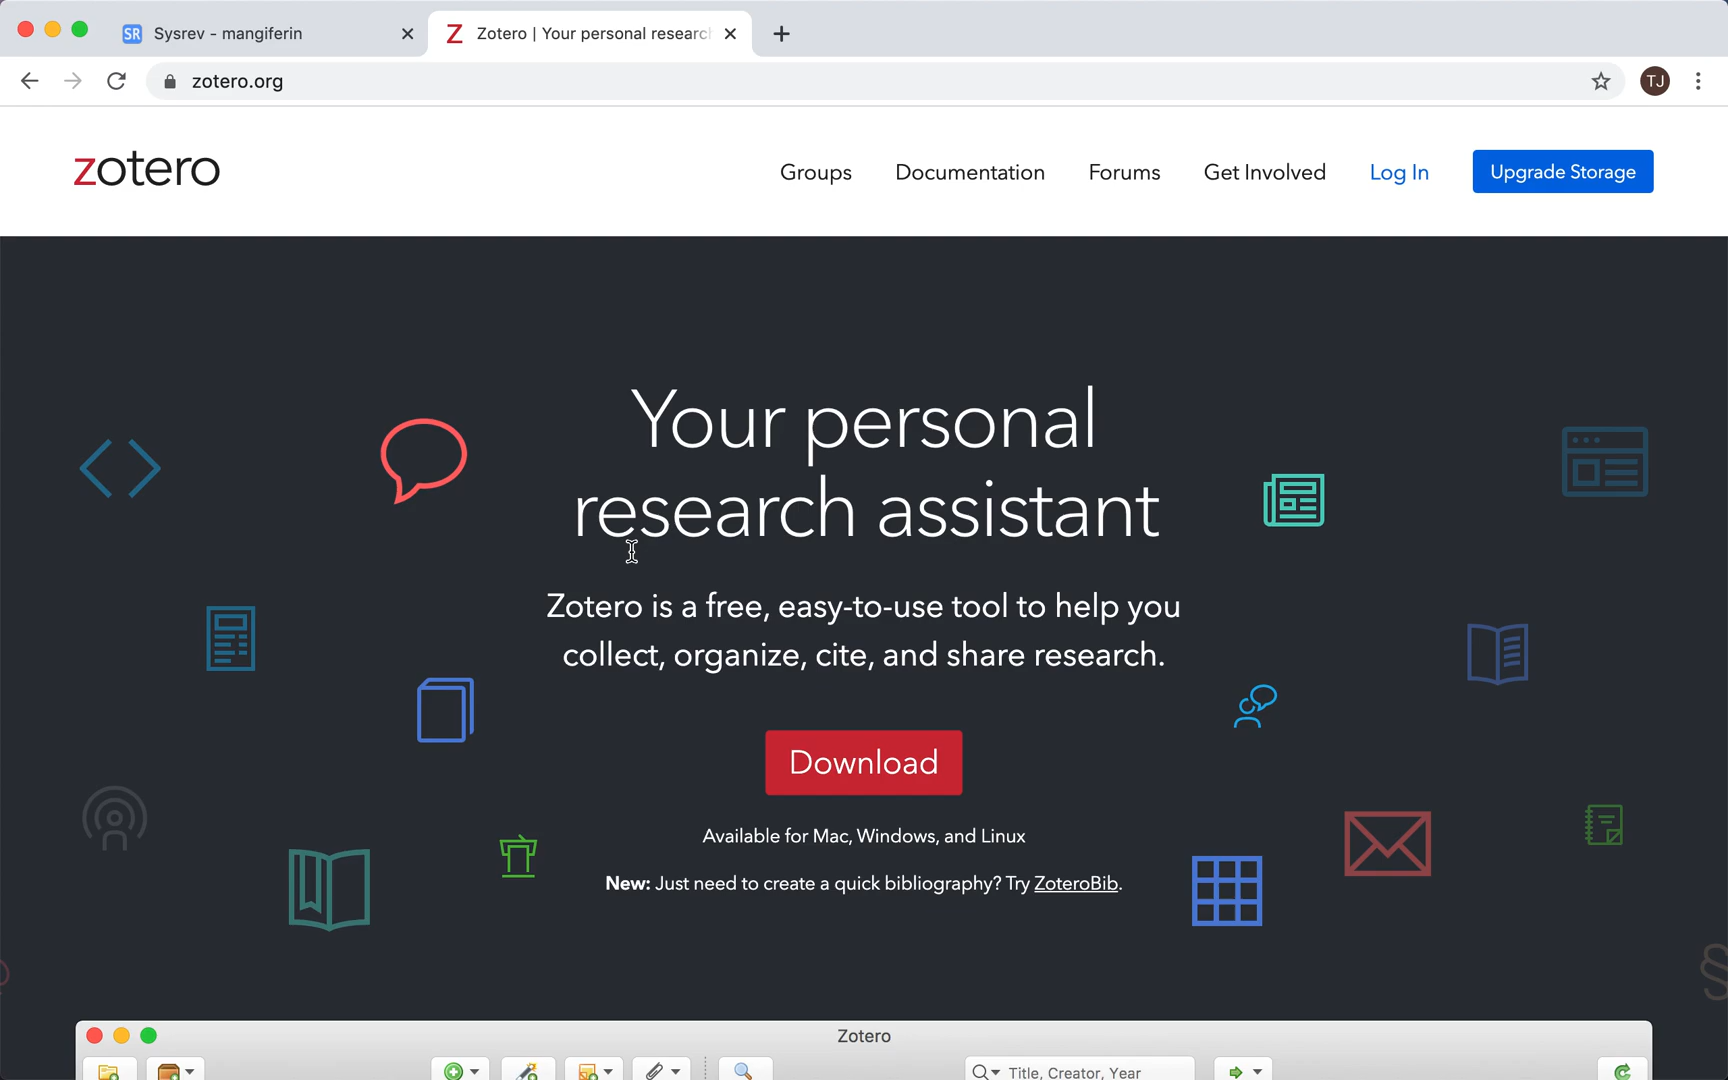 SR Sysrev - mangiferin
Z Zotero | Your personal researc
zotero.org
TJ
zotero
Groups Documentation Forums Get Involved Log In Upgrade Storage
Your personal
research assistant
Zotero is a free, easy-to-use tool to help you
collect, organize, cite, and share research.
Download
Available for Mac, Windows, and Linux
New: Just need to create a quick bibliography? Try ZoteroBib.
§
Zotero
Title, Creator, Year